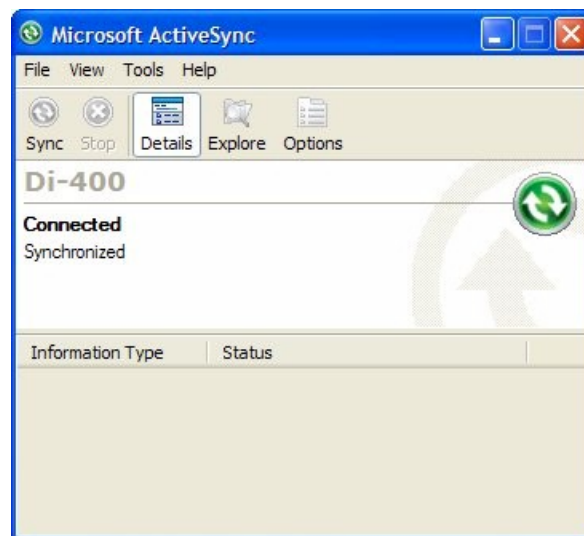 Microsoft ActiveSync
File View Tools Help
Sync Stop Details Explore Options
Di-400
Connected
Synchronized
Information Type Status